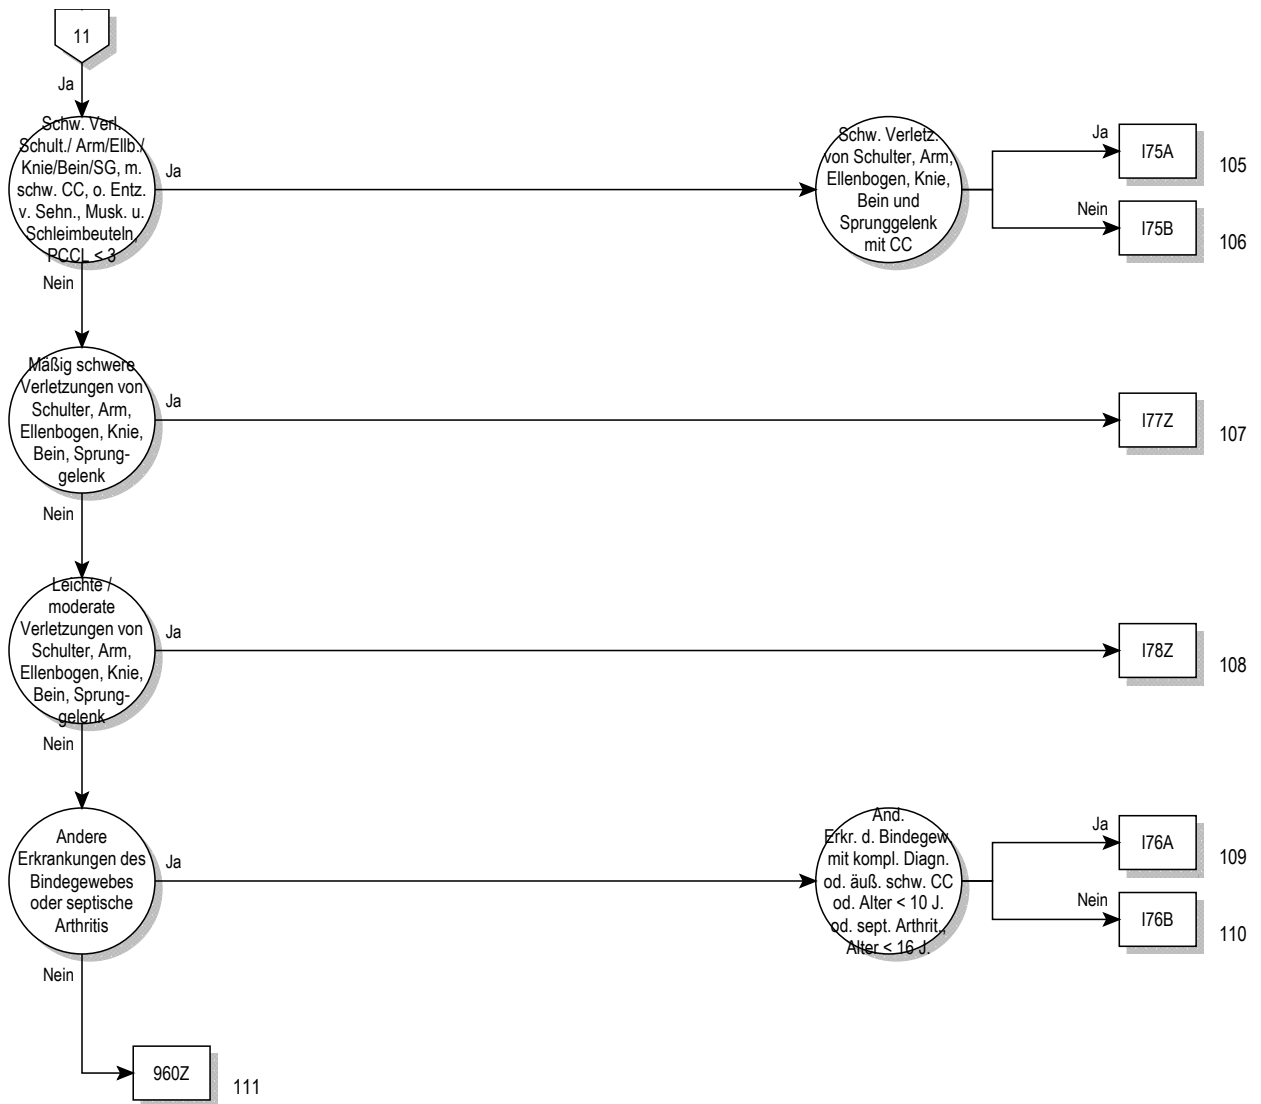 11
Ja
Schw. Verl.
Schult./ Arm/Ellb./
Knie/Bein/SG, m.
schw. CC, o. Entz.
v. Sehn., Musk. u.
Schleimbeuteln,
PCCL < 3
Ja
Schw. Verletz.
von Schulter, Arm,
Ellenbogen, Knie,
Bein und
Sprunggelenk
mit CC
Ja
I75A
105
Nein
I75B
106
Nein
Mäßig schwere
Verletzungen von
Schulter, Arm,
Ellenbogen, Knie,
Bein, Sprung-
gelenk
Ja
I77Z
107
Nein
Leichte /
moderate
Verletzungen von
Schulter, Arm,
Ellenbogen, Knie,
Bein, Sprung-
gelenk
Ja
I78Z
108
Nein
Andere
Erkrankungen des
Bindegewebes
oder septische
Arthritis
Ja
And.
Erkr. d. Bindegew.
mit kompl. Diagn.
od. äuß. schw. CC
od. Alter < 10 J.
od. sept. Arthrit.,
Alter < 16 J.
Ja
I76A
109
Nein
I76B
110
Nein
960Z
111